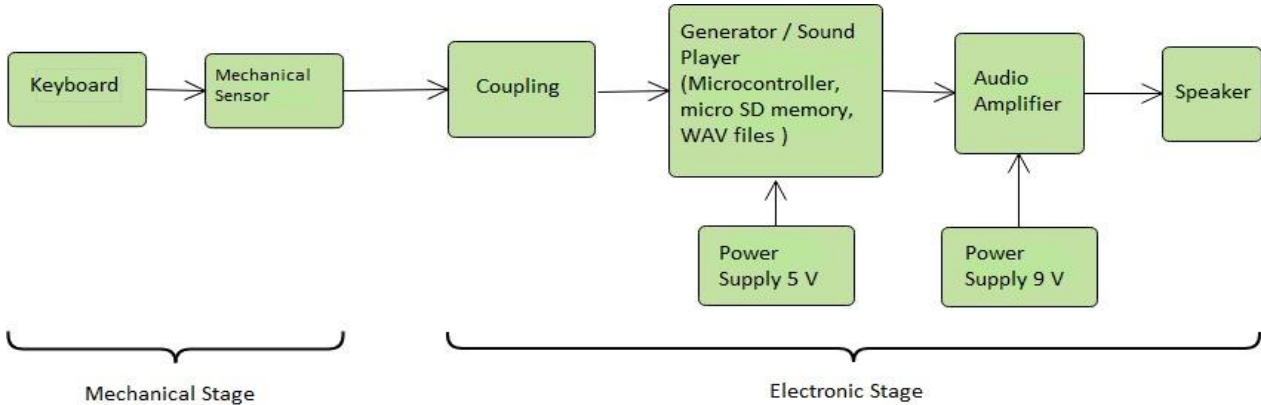 Keyboard
Mechanical
Sensor
Coupling
Generator / Sound
Player
(Microcontroller,
micro SD memory,
WAV files )
Audio
Amplifier
Speaker
Power
Supply 5 V
Power
Supply 9 V
Mechanical Stage
Electronic Stage